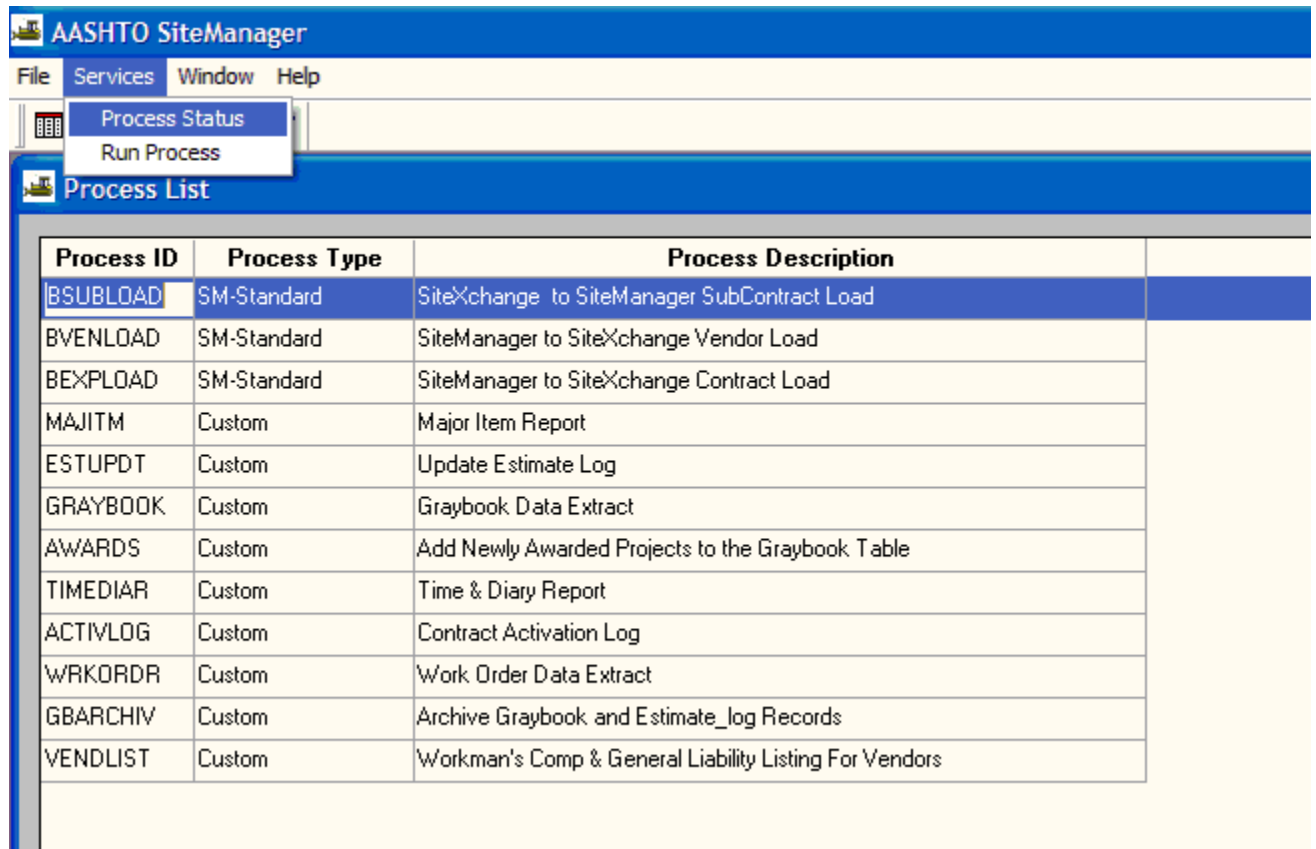 AASHTO SiteManager
File Services Window Help
Process Status
Run Process
Process List
Process ID Process Type Process Description
BSUBLOAD SM-Standard SiteXchange to SiteManager SubContract Load
BVENLOAD SM-Standard SiteManager to SiteXchange Vendor Load
BEXPLOAD SM-Standard SiteManager to SiteXchange Contract Load
MAJITM Custom Major Item Report
ESTUPDT Custom Update Estimate Log
GRAYBOOK Custom Graybook Data Extract
AWARDS Custom Add Newly Awarded Projects to the Graybook Table
TIMEDIAR Custom Time & Diary Report
ACTIVLOG Custom Contract Activation Log
WRKORDR Custom Work Order Data Extract
GBARCHIV Custom Archive Graybook and Estimate_log Records
VENDLIST Custom Workman's Comp & General Liability Listing For Vendors